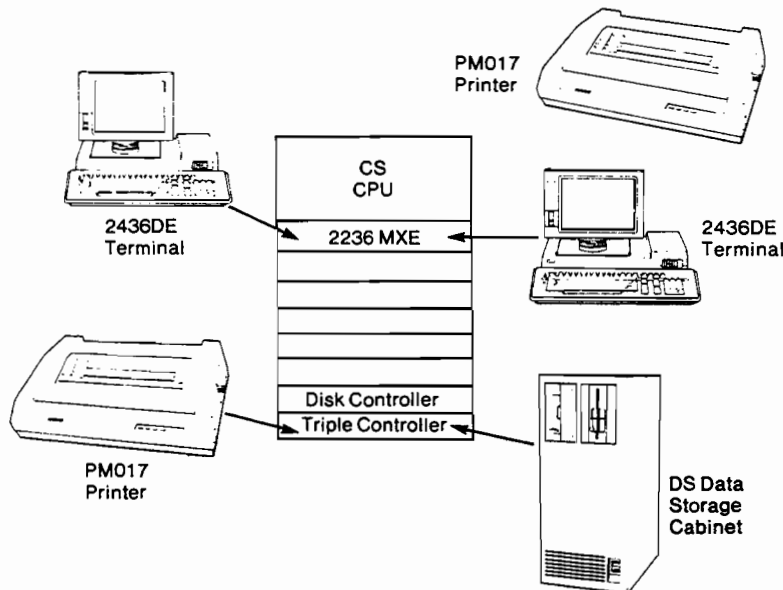 PM017
Printer
CS
CPU
2436DE
Terminal
2236 MXE
2436DE
Terminal
Disk Controller
Triple Controller
PM017
Printer
DS Data
Storage
Cabinet